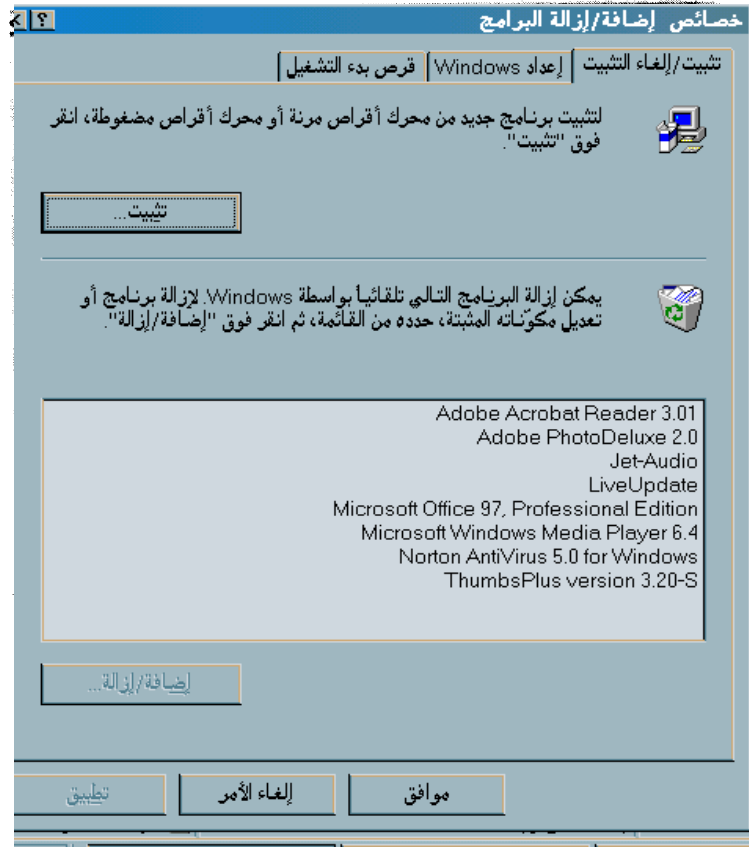 خصائص إضافة/إزالة البرامج
تثبيت/إلغاء التثبيت إعداد Windows قرص بدء التشغيل
لتثبيت برنامج جديد من محرك أقراص مرنة أو محرك أقراص مضغوطة، انقر
فوق "تثبيت".
تثبيت...
يمكن إزالة البرنامج التالي تلقائياً بواسطة Windows. لإزالة برنامج أو
تعديل مكوّناته المثبتة، حدده من القائمة، ثم انقر فوق "إضافة/إزالة".
Adobe Acrobat Reader 3.01
Adobe PhotoDeluxe 2.0
Jet-Audio
LiveUpdate
Microsoft Office 97, Professional Edition
Microsoft Windows Media Player 6.4
Norton AntiVirus 5.0 for Windows
ThumbsPlus version 3.20-S
إضافة/إزالة...
موافق إلغاء الأمر تطبيق